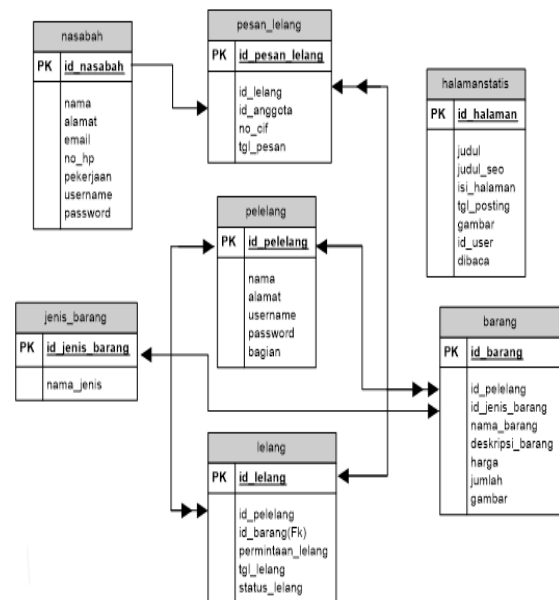 nasabah
PK id_nasabah
nama
alamat
email
no_hp
pekerjaan
username
password
pesan_lelang
PK id_pesan_lelang
id_lelang
id_anggota
no_cif
tgl_pesan
halamanstatis
PK id_halaman
judul
judul_seo
isi_halaman
tgl_posting
gambar
id_user
dibaca
pelelang
PK id_pelelang
nama
alamat
username
password
bagian
jenis_barang
PK id_jenis_barang
nama_jenis
barang
PK id_barang
id_pelelang
id_jenis_barang
nama_barang
deskripsi_barang
harga
jumlah
gambar
lelang
PK id_lelang
id_pelelang
id_barang(Fk)
permintaan_lelang
tgl_lelang
status_lelang